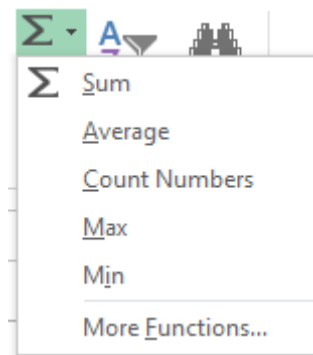 Sum
Average
Count Numbers
Max
Min
More Functions...